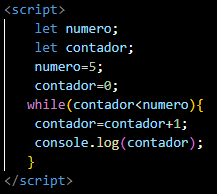 <script>
let numero;
let contador;
numero=5;
contador=0;
while(contador<numero){
contador=contador+1;
console.log(contador);
}
</script>